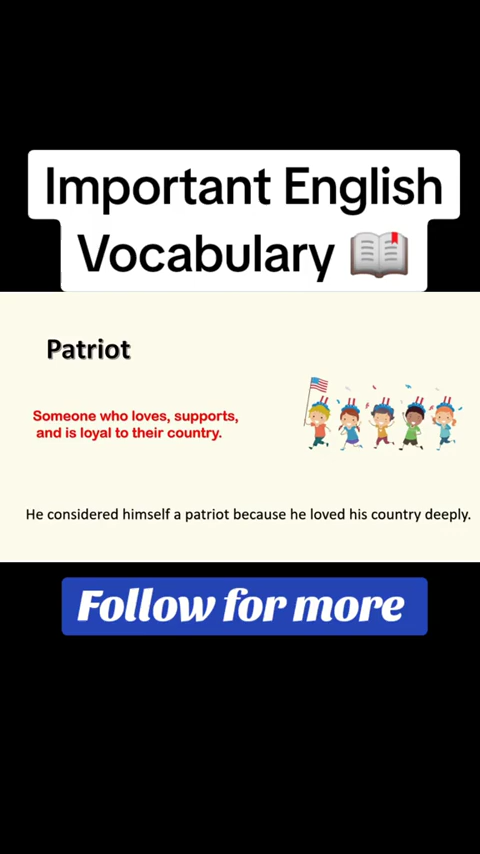 Important English
Vocabulary 📖
Patriot
Someone who loves, supports,
and is loyal to their country.
He considered himself a patriot because he loved his country deeply.
Follow for more